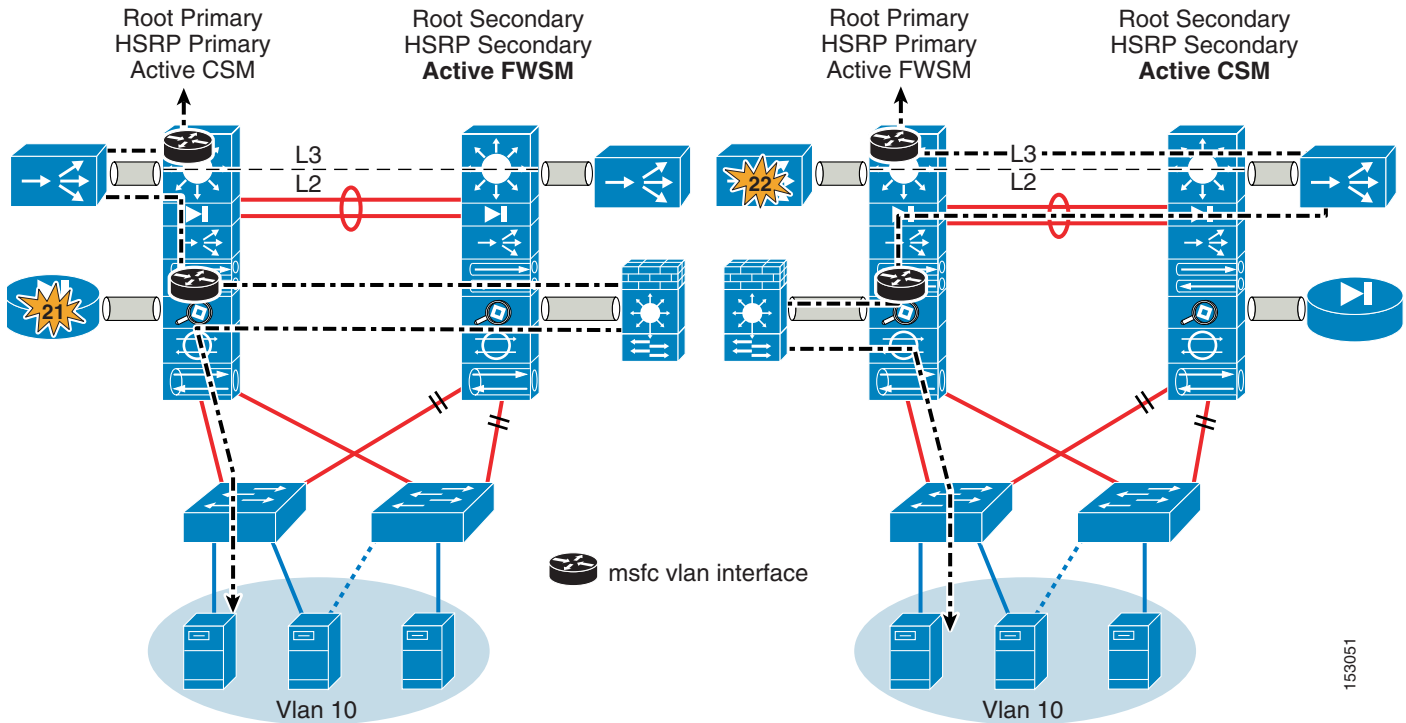 Root Primary
HSRP Primary
Active CSM
Root Secondary
HSRP Secondary
Active FWSM
L3
L2
21
Vlan 10
Root Primary
HSRP Primary
Active FWSM
Root Secondary
HSRP Secondary
Active CSM
L3
L2
22
Vlan 10
msfc vlan interface
153051